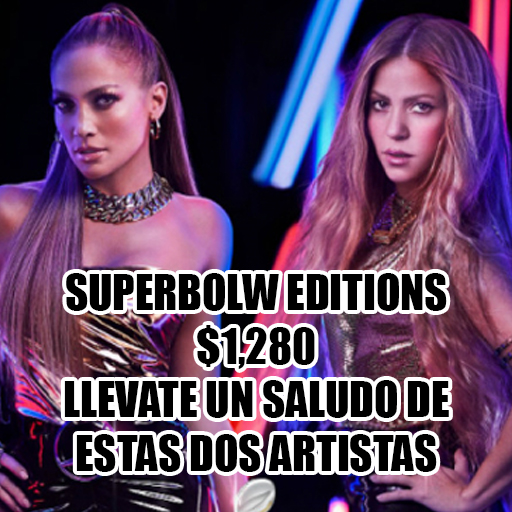 SUPERBOLW EDITIONS
$1,280
LLEVATE UN SALUDO DE
ESTAS DOS ARTISTAS